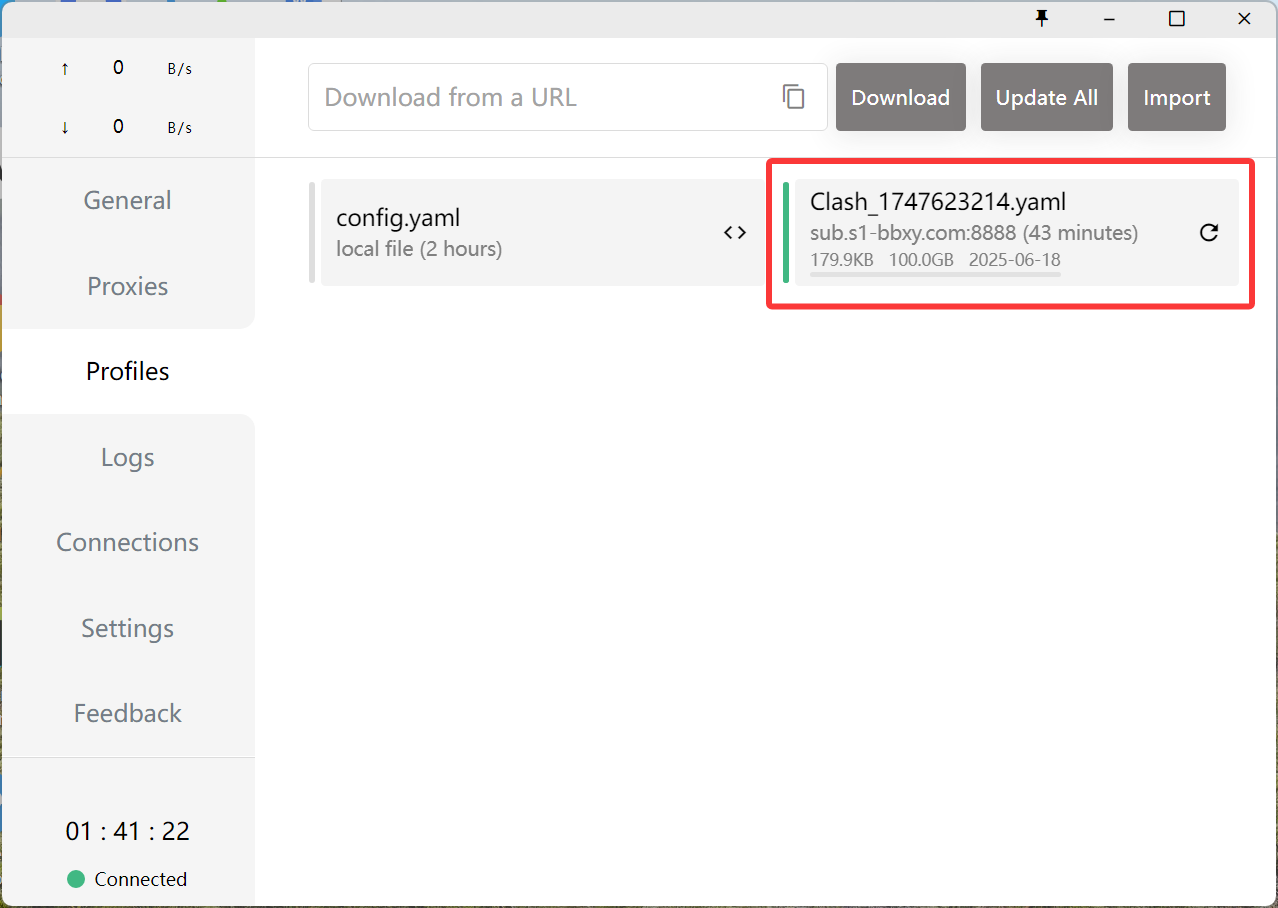 ↑ 0 B/s
↓ 0 B/s
General
Proxies
Profiles
Logs
Connections
Settings
Feedback
01 : 41 : 22
Connected
Download from a URL
Download
Update All
Import
config.yaml
local file (2 hours)
Clash_1747623214.yaml
sub.s1-bbxy.com:8888 (43 minutes)
179.9KB 100.0GB 2025-06-18